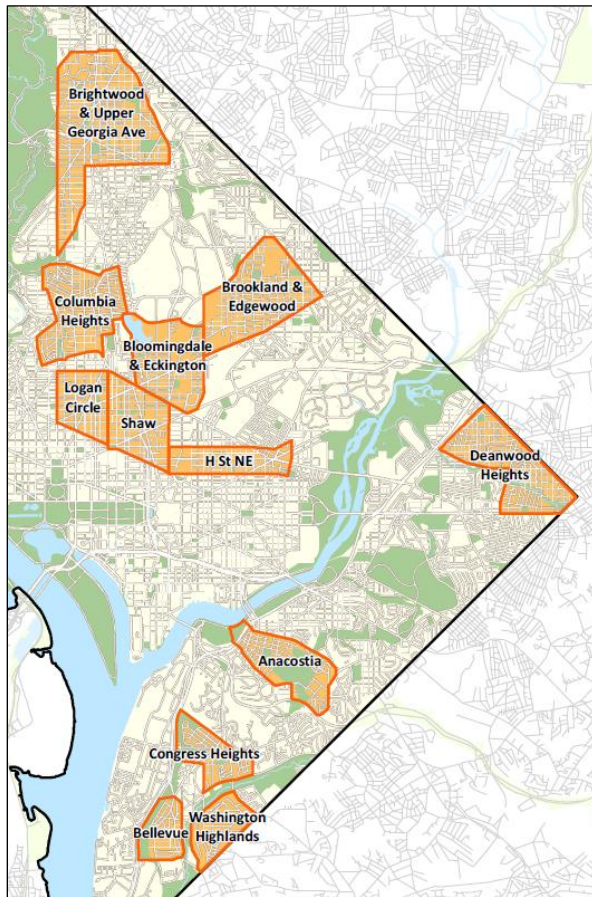 Brightwood
& Upper
Georgia Ave
Columbia
Heights
Brookland &
Edgewood
Bloomingdale
& Eckington
Logan
Circle
Shaw
H St NE
Deanwood
Heights
Anacostia
Congress Heights
Bellevue
Washington
Highlands